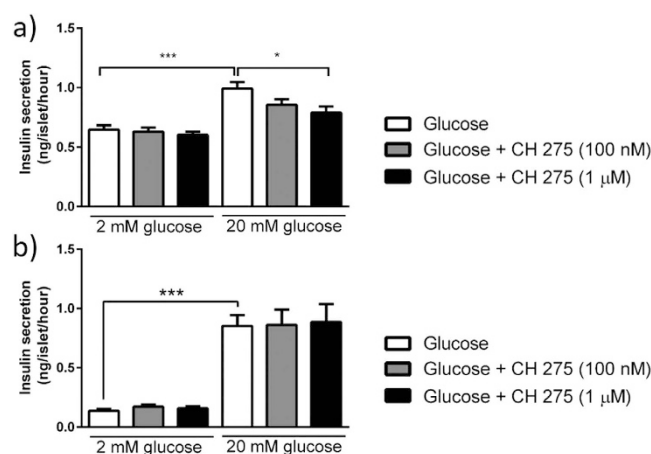 a)
Insulin secretion
(ng/islet/hour)
1.5
1.0
0.5
0.0
***
*
2 mM glucose
20 mM glucose
Glucose
Glucose + CH 275 (100 nM)
Glucose + CH 275 (1 μM)
b)
Insulin secretion
(ng/islet/hour)
1.5
1.0
0.5
0.0
***
2 mM glucose
20 mM glucose
Glucose
Glucose + CH 275 (100 nM)
Glucose + CH 275 (1 μM)